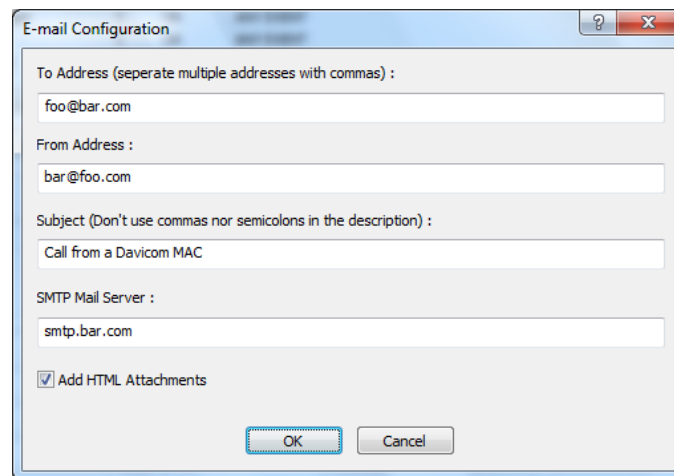 E-mail Configuration
?
To Address (seperate multiple addresses with commas) :
foo@bar.com
From Address :
bar@foo.com
Subject (Don't use commas nor semicolons in the description) :
Call from a Davicom MAC
SMTP Mail Server :
smtp.bar.com
Add HTML Attachments
OK Cancel